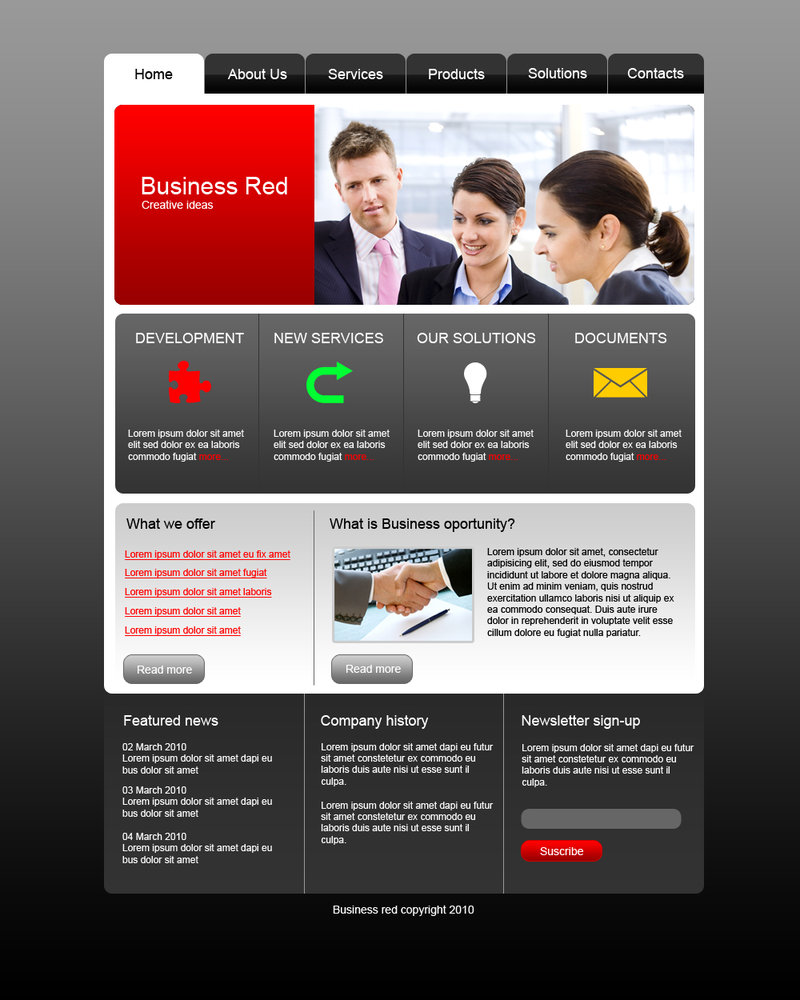 Home
About Us
Services
Products
Solutions
Contacts
Business Red
Creative ideas
DEVELOPMENT
Lorem ipsum dolor sit amet
elit sed dolor ex ea laboris
commodo fugiat more...
NEW SERVICES
Lorem ipsum dolor sit amet
elit sed dolor ex ea laboris
commodo fugiat more...
OUR SOLUTIONS
Lorem ipsum dolor sit amet
elit sed dolor ex ea laboris
commodo fugiat more...
DOCUMENTS
Lorem ipsum dolor sit amet
elit sed dolor ex ea laboris
commodo fugiat more...
What we offer
Lorem ipsum dolor sit amet eu fix amet
Lorem ipsum dolor sit amet fugiat
Lorem ipsum dolor sit amet laboris
Lorem ipsum dolor sit amet
Lorem ipsum dolor sit amet
Read more
What is Business oportunity?
Lorem ipsum dolor sit amet, consectetur
adipisicing elit, sed do eiusmod tempor
incididunt ut labore et dolore magna aliqua.
Ut enim ad minim veniam, quis nostrud
exercitation ullamco laboris nisi ut aliquip ex
ea commodo consequat. Duis aute irure
dolor in reprehenderit in voluptate velit esse
cillum dolore eu fugiat nulla pariatur.
Read more
Featured news
02 March 2010
Lorem ipsum dolor sit amet dapi eu
bus dolor sit amet
03 March 2010
Lorem ipsum dolor sit amet dapi eu
bus dolor sit amet
04 March 2010
Lorem ipsum dolor sit amet dapi eu
bus dolor sit amet
Company history
Lorem ipsum dolor sit amet dapi eu futur
sit amet constetetur ex commodo eu
laboris duis aute nisi ut esse sunt il
culpa.
Lorem ipsum dolor sit amet dapi eu futur
sit amet constetetur ex commodo eu
laboris duis aute nisi ut esse sunt il
culpa.
Newsletter sign-up
Lorem ipsum dolor sit amet dapi eu futur
sit amet constetetur ex commodo eu
laboris duis aute nisi ut esse sunt il
culpa.
Suscribe
Business red copyright 2010